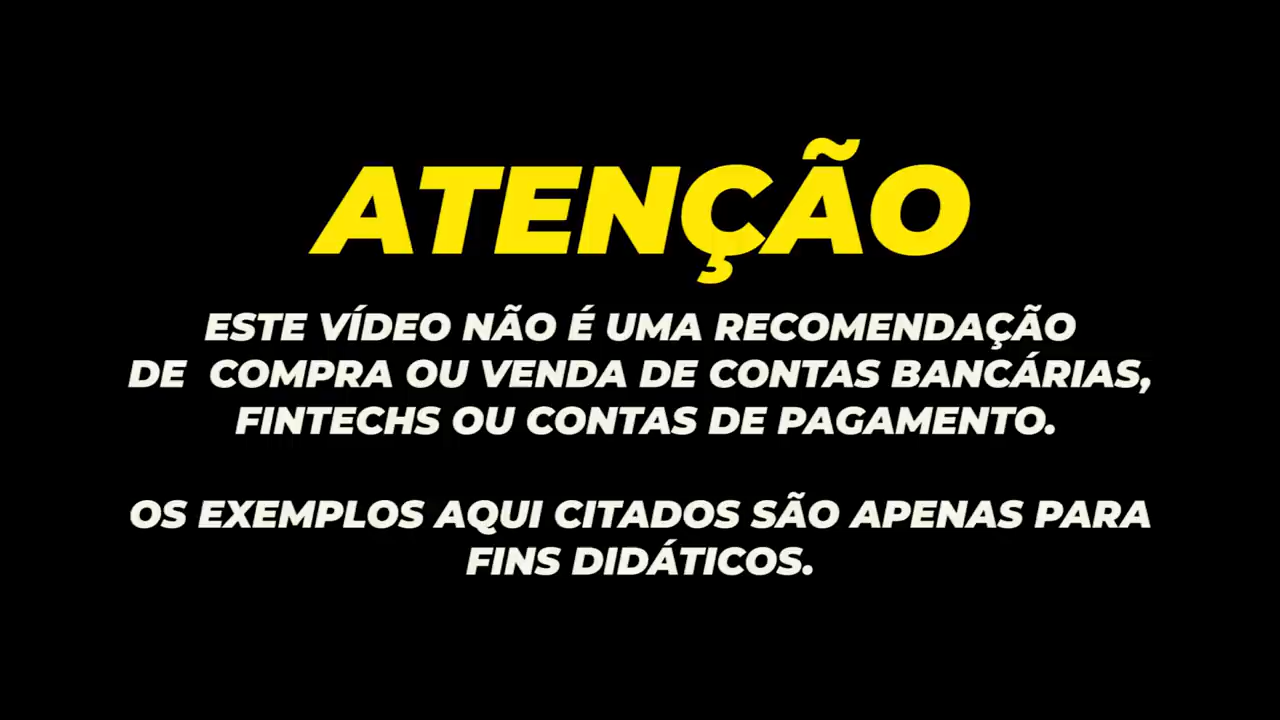 ATENÇÃO
ESTE VÍDEO NÃO É UMA RECOMENDAÇÃO
DE COMPRA OU VENDA DE CONTAS BANCÁRIAS,
FINTECHS OU CONTAS DE PAGAMENTO.
OS EXEMPLOS AQUI CITADOS SÃO APENAS PARA
FINS DIDÁTICOS.